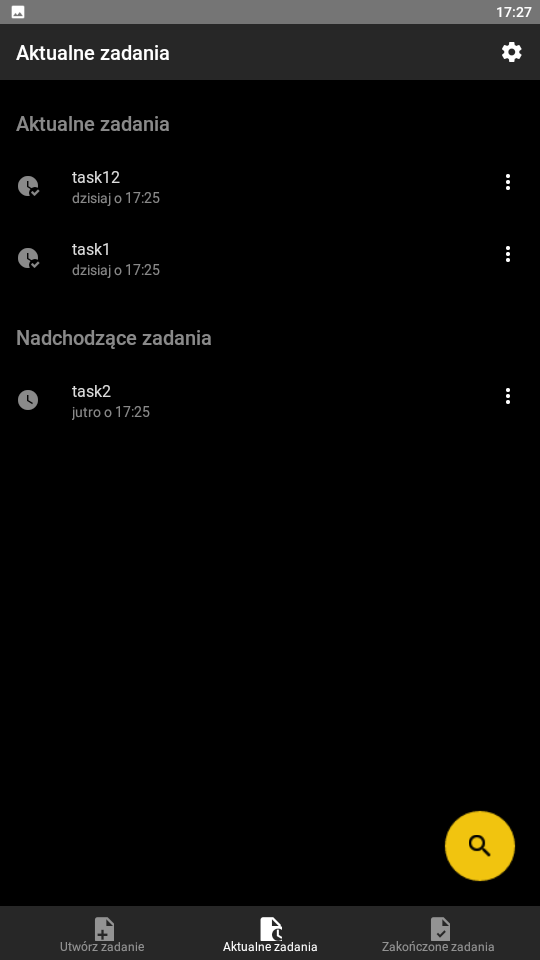 17:27
Aktualne zadania
Aktualne zadania
task12
dzisiaj o 17:25
task1
dzisiaj o 17:25
Nadchodzące zadania
task2
jutro o 17:25
Utwórz zadanie
Aktualne zadania
Zakończone zadania